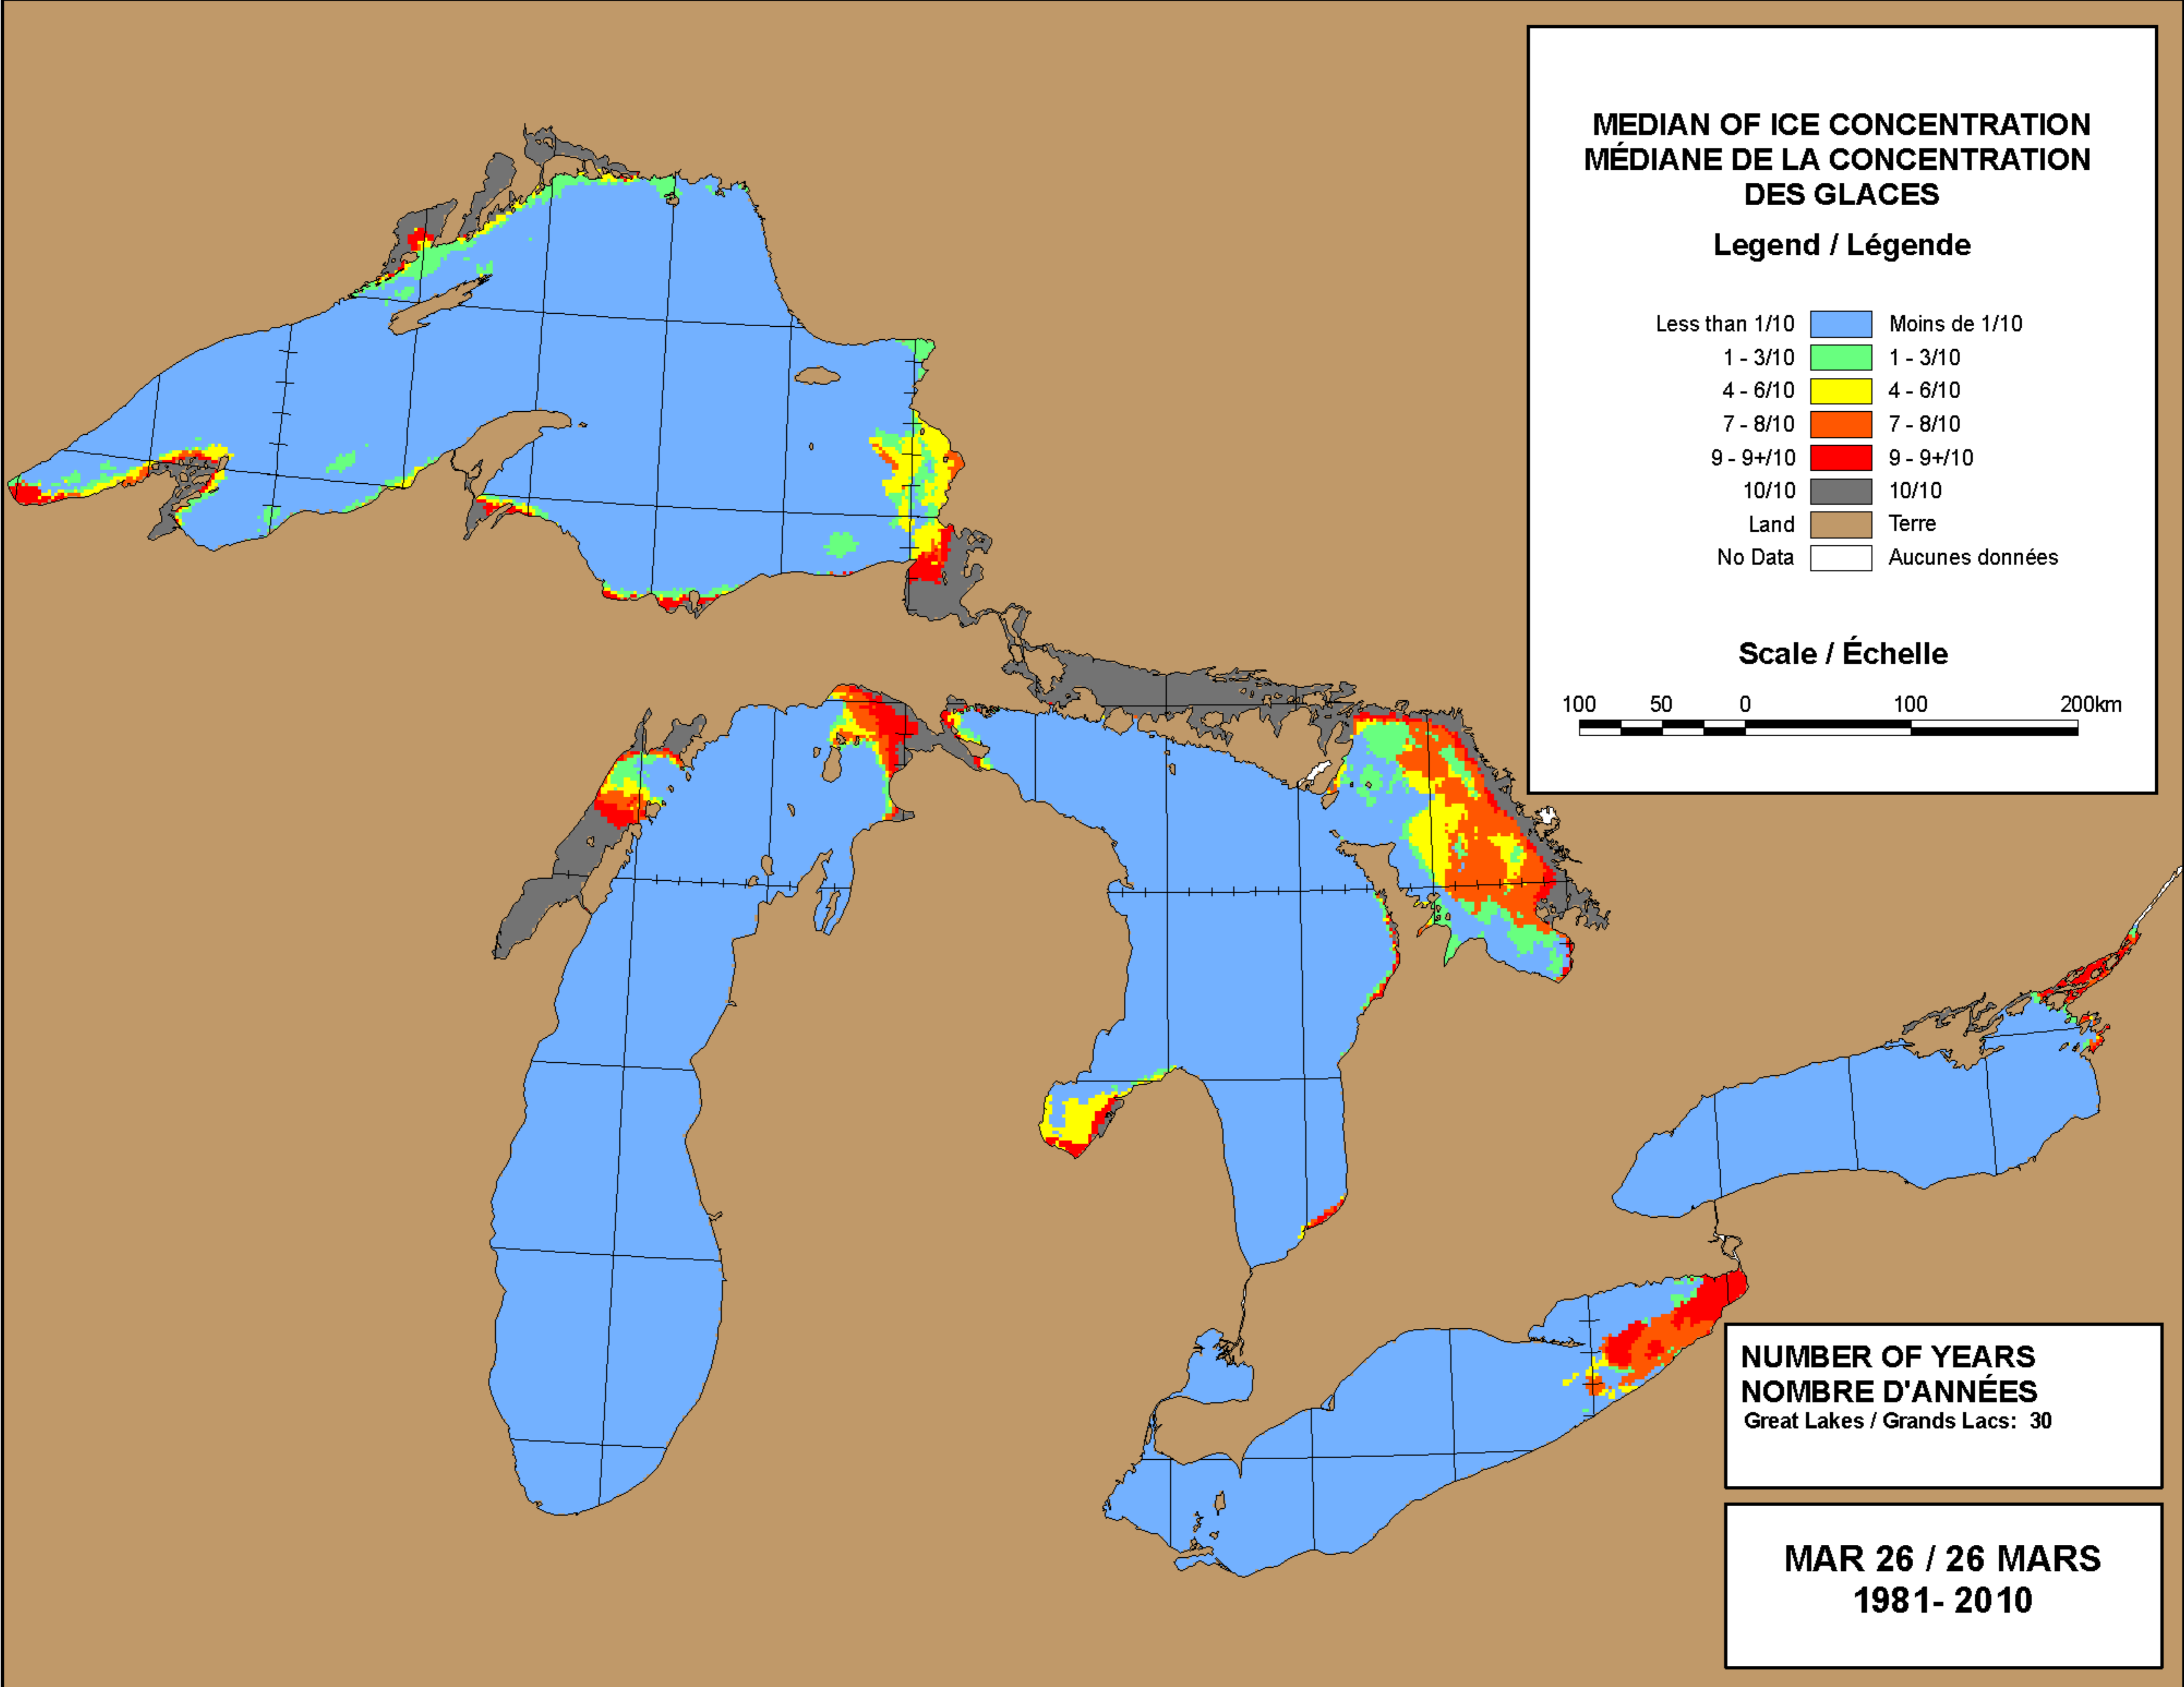 MEDIAN OF ICE CONCENTRATION
MÉDIANE DE LA CONCENTRATION
DES GLACES
Legend / Légende
Less than 1/10 Moins de 1/10
1 - 3/10 1 - 3/10
4 - 6/10 4 - 6/10
7 - 8/10 7 - 8/10
9 - 9+/10 9 - 9+/10
10/10 10/10
Land Terre
No Data Aucunes données
Scale / Échelle
100 50 0 100 200km
NUMBER OF YEARS
NOMBRE D'ANNÉES
Great Lakes / Grands Lacs: 30
MAR 26 / 26 MARS
1981- 2010